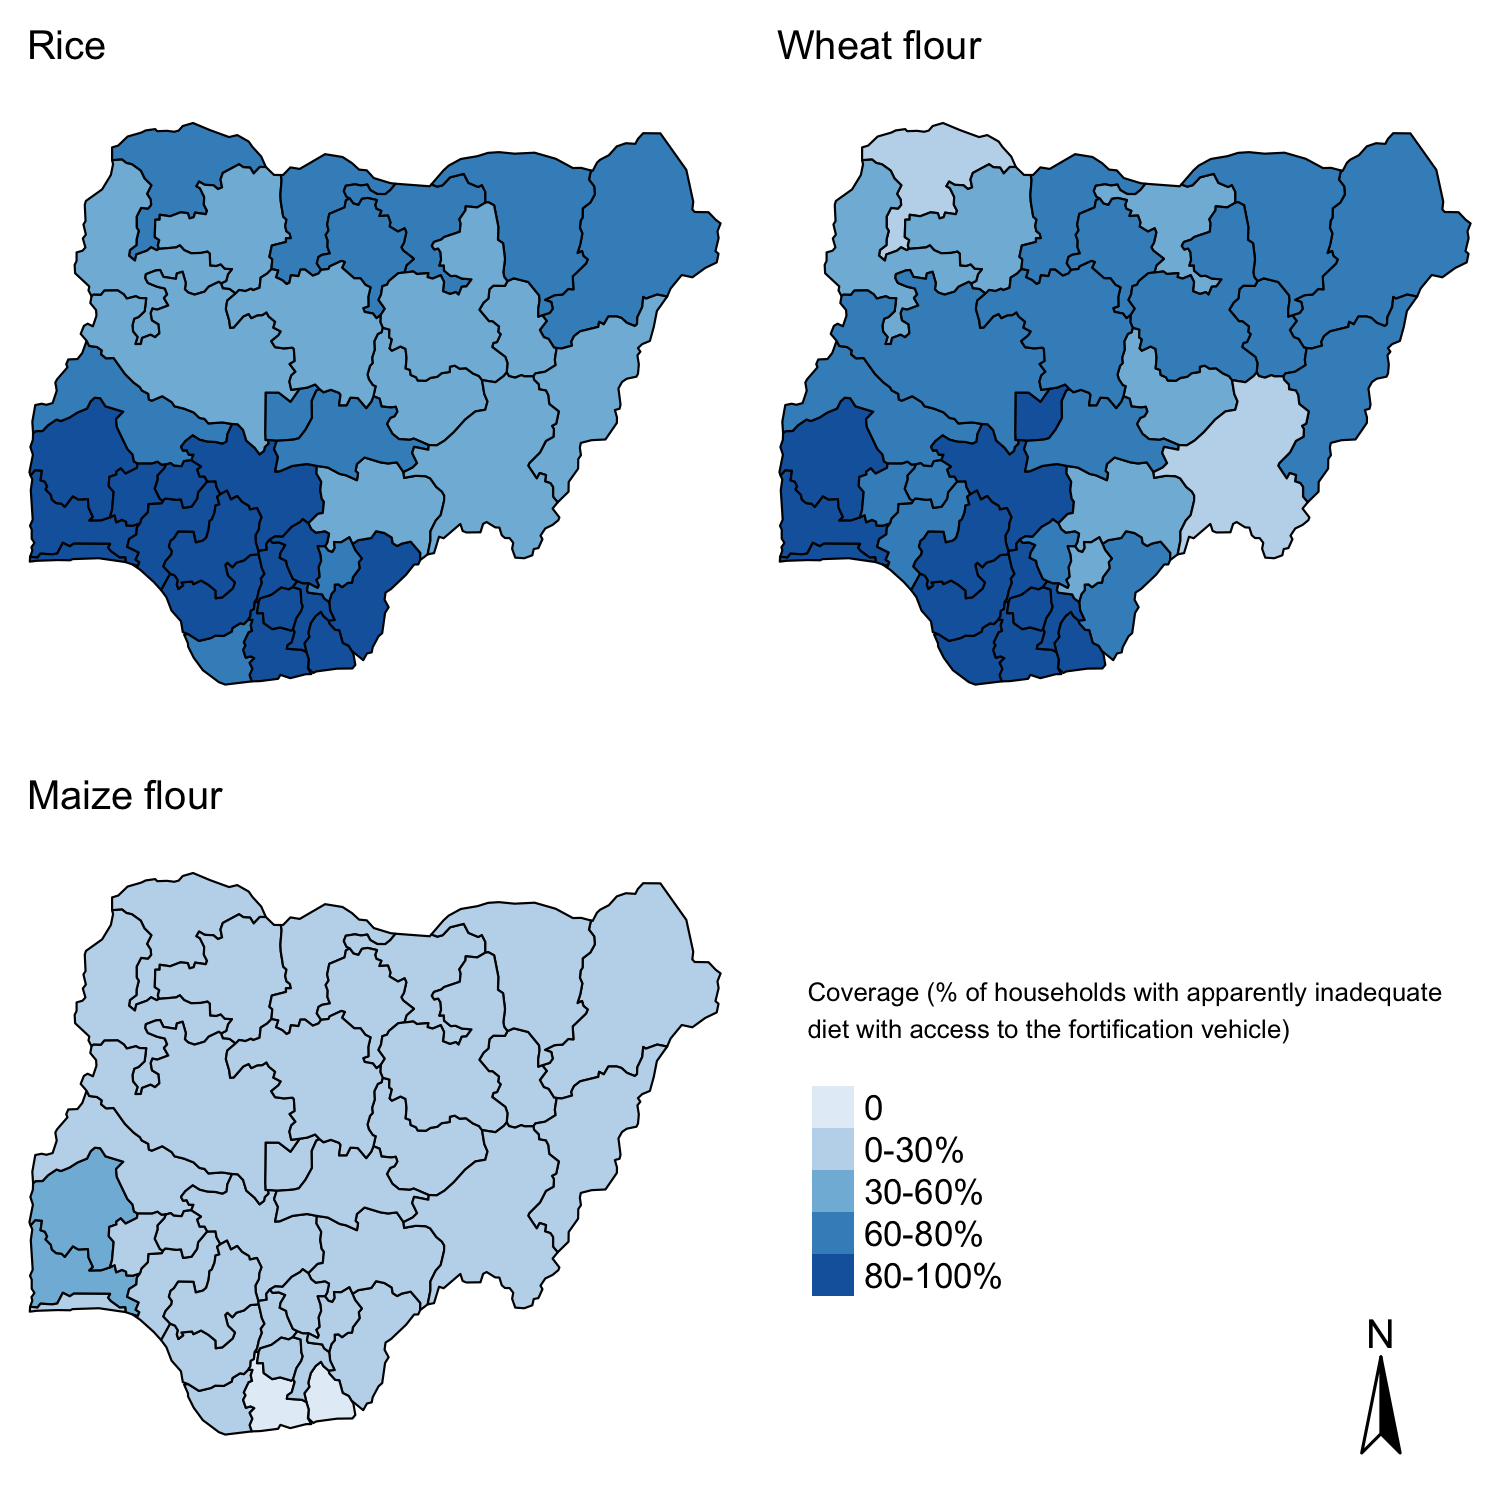 Rice
Wheat flour
Maize flour
Coverage (% of households with apparently inadequate
diet with access to the fortification vehicle)
0
0-30%
30-60%
60-80%
80-100%
N